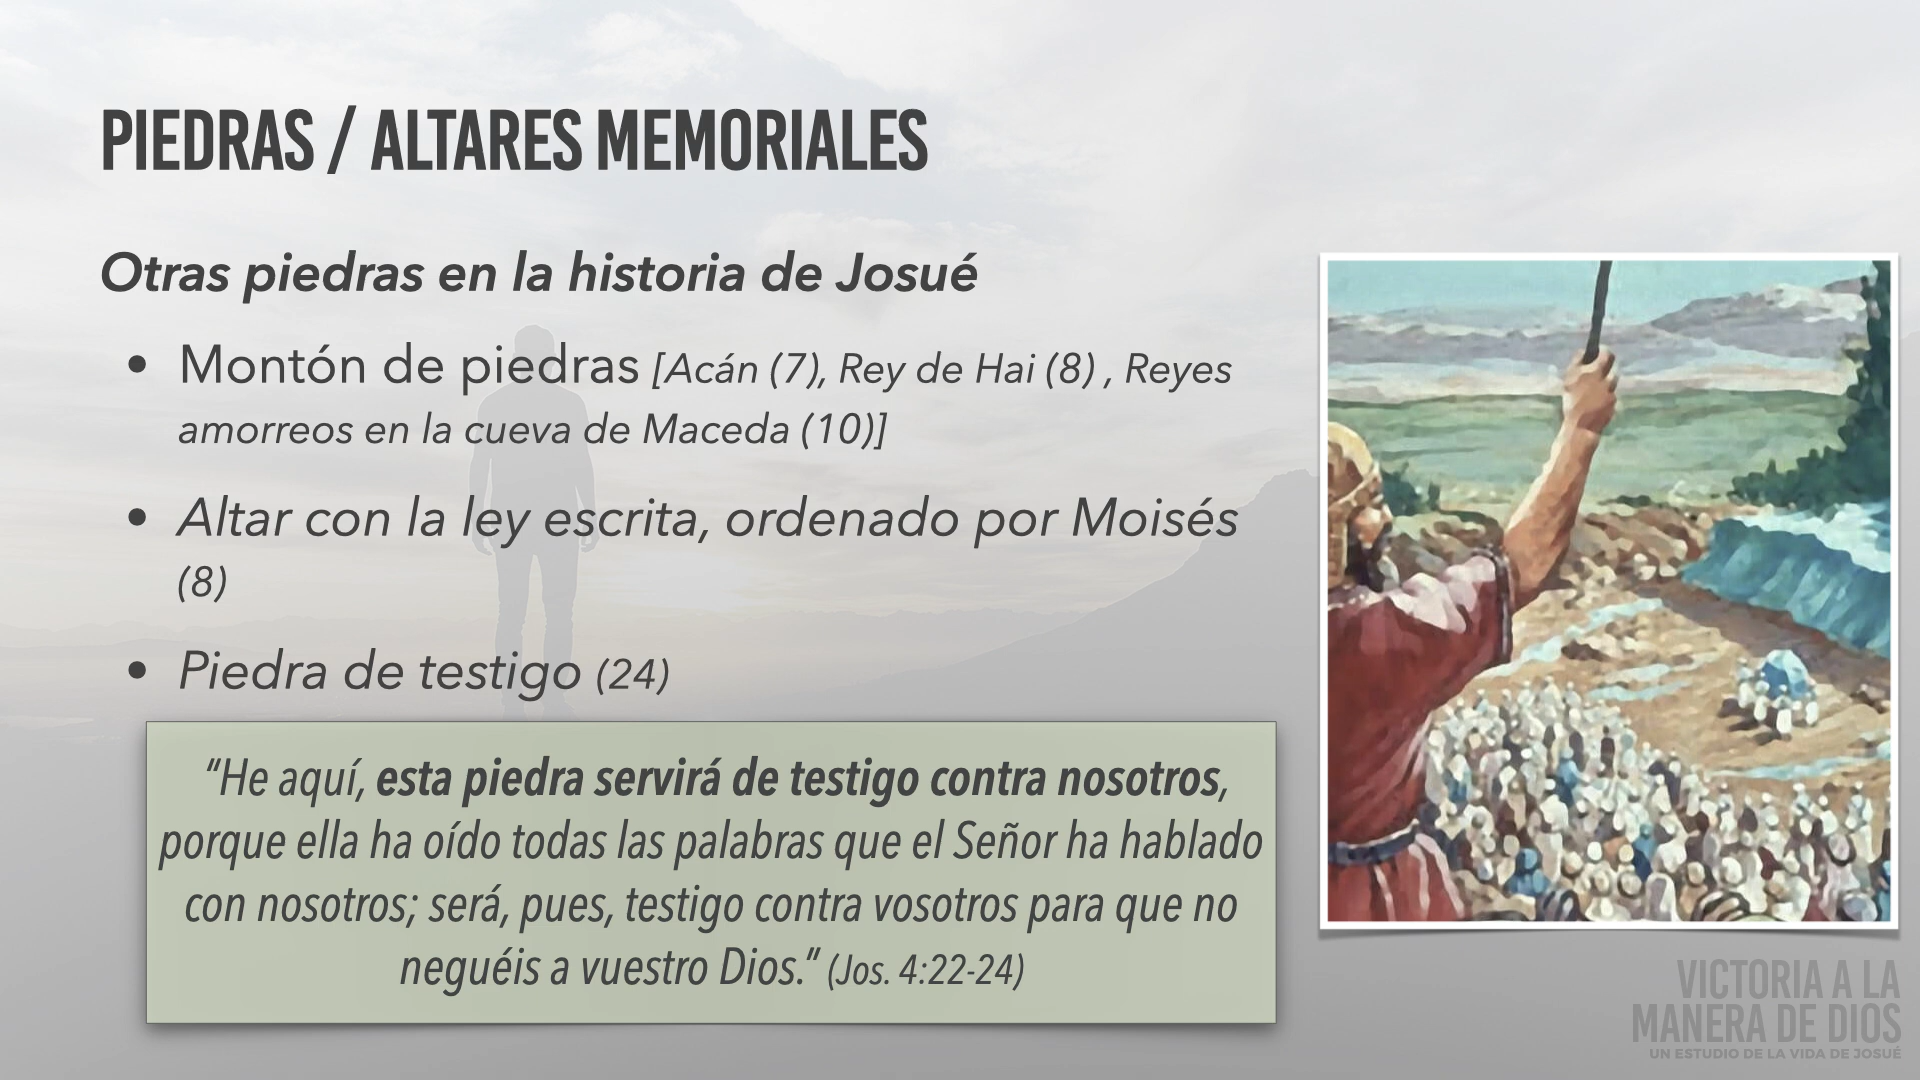 PIEDRAS / ALTARES MEMORIALES
Otras piedras en la historia de Josué
• Montón de piedras [Acán (7), Rey de Hai (8) , Reyes
amorreos en la cueva de Maceda (10)]
• Altar con la ley escrita, ordenado por Moisés
(8)
• Piedra de testigo (24)
“He aquí, esta piedra servirá de testigo contra nosotros,
porque ella ha oído todas las palabras que el Señor ha hablado
con nosotros; será, pues, testigo contra vosotros para que no
neguéis a vuestro Dios.” (Jos. 4:22-24)
VICTORIA A LA
MANERA DE DIOS
UN ESTUDIO DE LA VIDA DE JOSUÉ